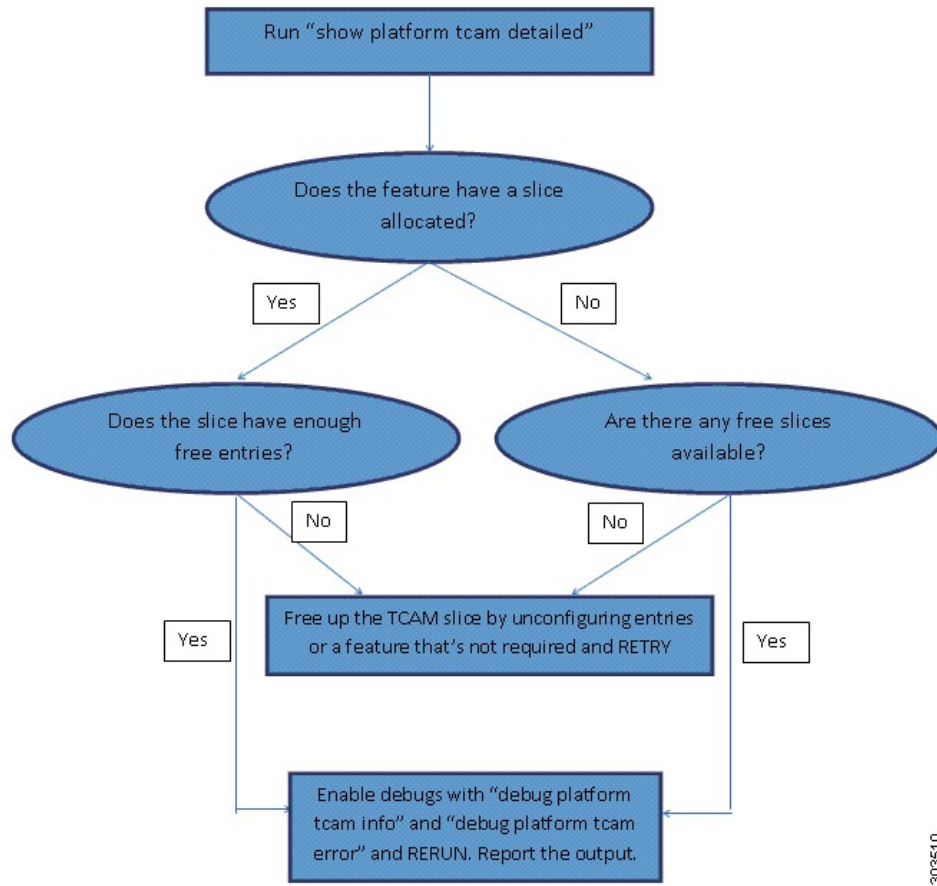 Run “show platform tcam detailed”
Does the feature have a slice
allocated?
Yes
No
Does the slice have enough
free entries?
Are there any free slices
available?
No
No
Free up the TCAM slice by unconfiguring entries
or a feature that’s not required and RETRY
Yes
Yes
Enable debugs with “debug platform
tcam info” and “debug platform tcam
error” and RERUN. Report the output.
303510